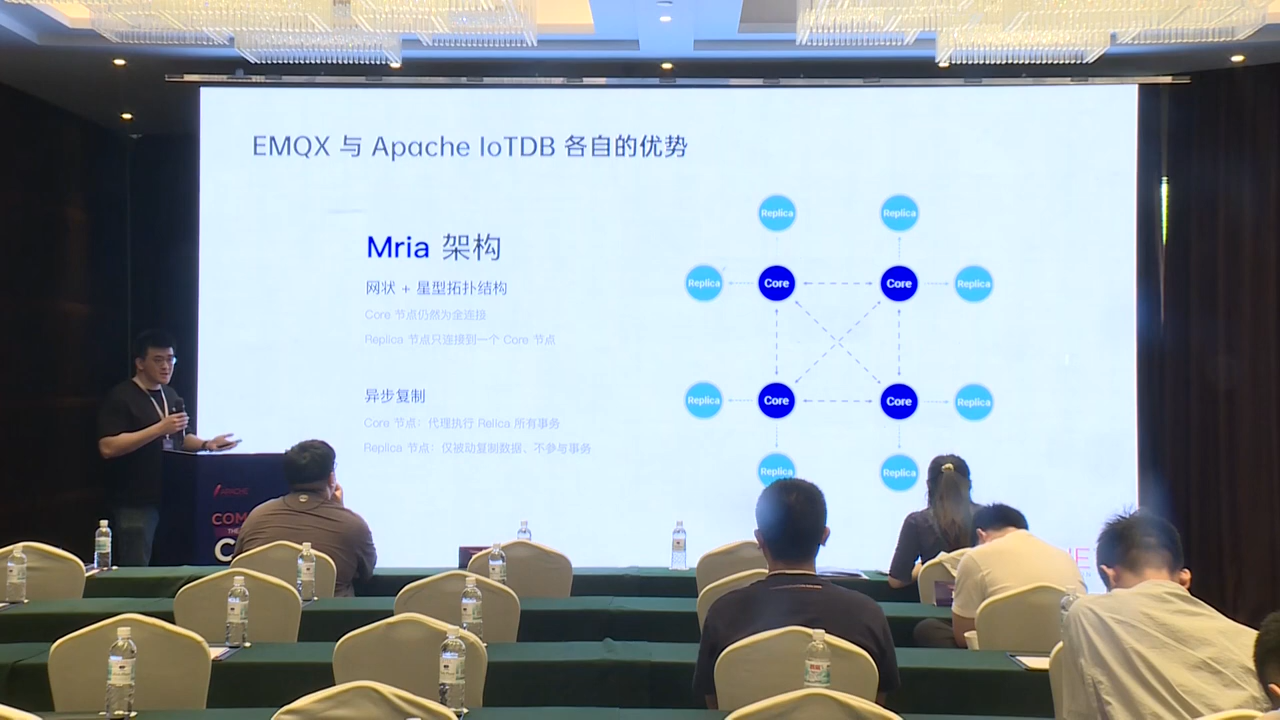 EMQX 与 Apache IoTDB 各自的优势
Mria 架构
网状 + 星型拓扑结构
Core 节点仍然为全连接
Replica 节点只连接到一个 Core 节点
异步复制
Core 节点：代理执行 Relica 所有事务
Replica 节点：仅被动复制数据、不参与事务
Replica
Replica
Replica
Core
Core
Replica
Replica
Core
Core
Replica
Replica
Replica
APACHE
COM
THE
C